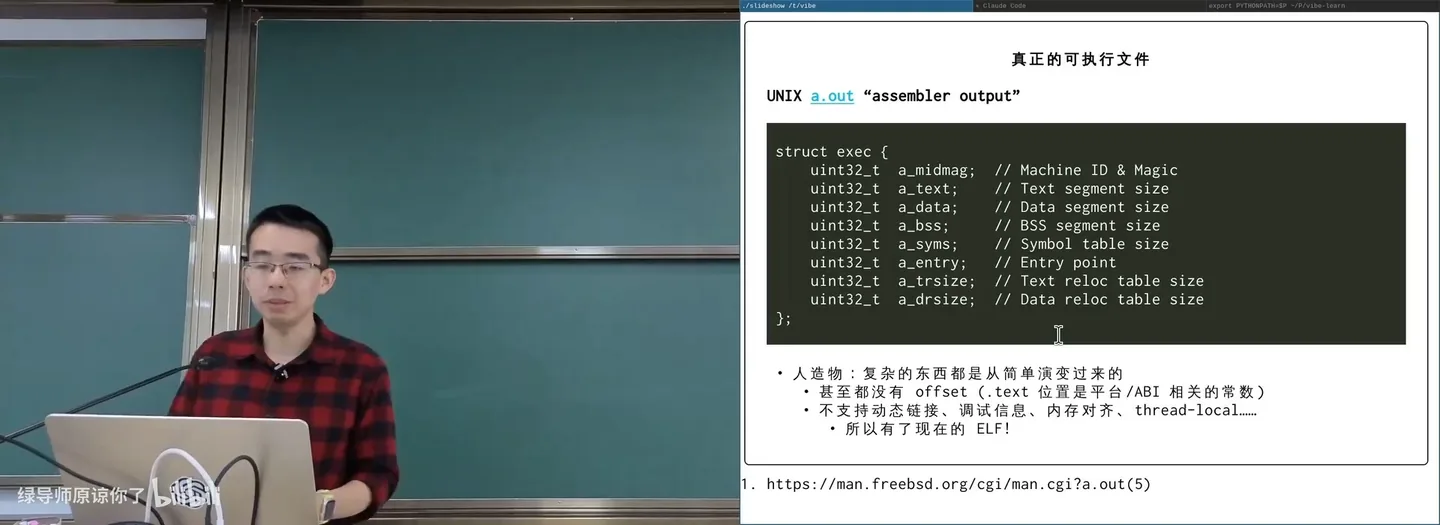 ./slideshow /t/vibe
Claude Code
export PYTHONPATH=$P ~/P/vibe-learn
真正的可执行文件
UNIX a.out “assembler output”
struct exec {
    uint32_t  a_midmag;  // Machine ID & Magic
    uint32_t  a_text;    // Text segment size
    uint32_t  a_data;    // Data segment size
    uint32_t  a_bss;     // BSS segment size
    uint32_t  a_syms;    // Symbol table size
    uint32_t  a_entry;   // Entry point
    uint32_t  a_trsize;  // Text reloc table size
    uint32_t  a_drsize;  // Data reloc table size
};
• 人造物：复杂的东西都是从简单演变过来的
• 甚至都没有 offset (.text 位置是平台/ABI 相关的常数)
• 不支持动态链接、调试信息、内存对齐、thread-local……
• 所以有了现在的 ELF!
1. https://man.freebsd.org/cgi/man.cgi?a.out(5)
绿导师原谅你了 bilibili